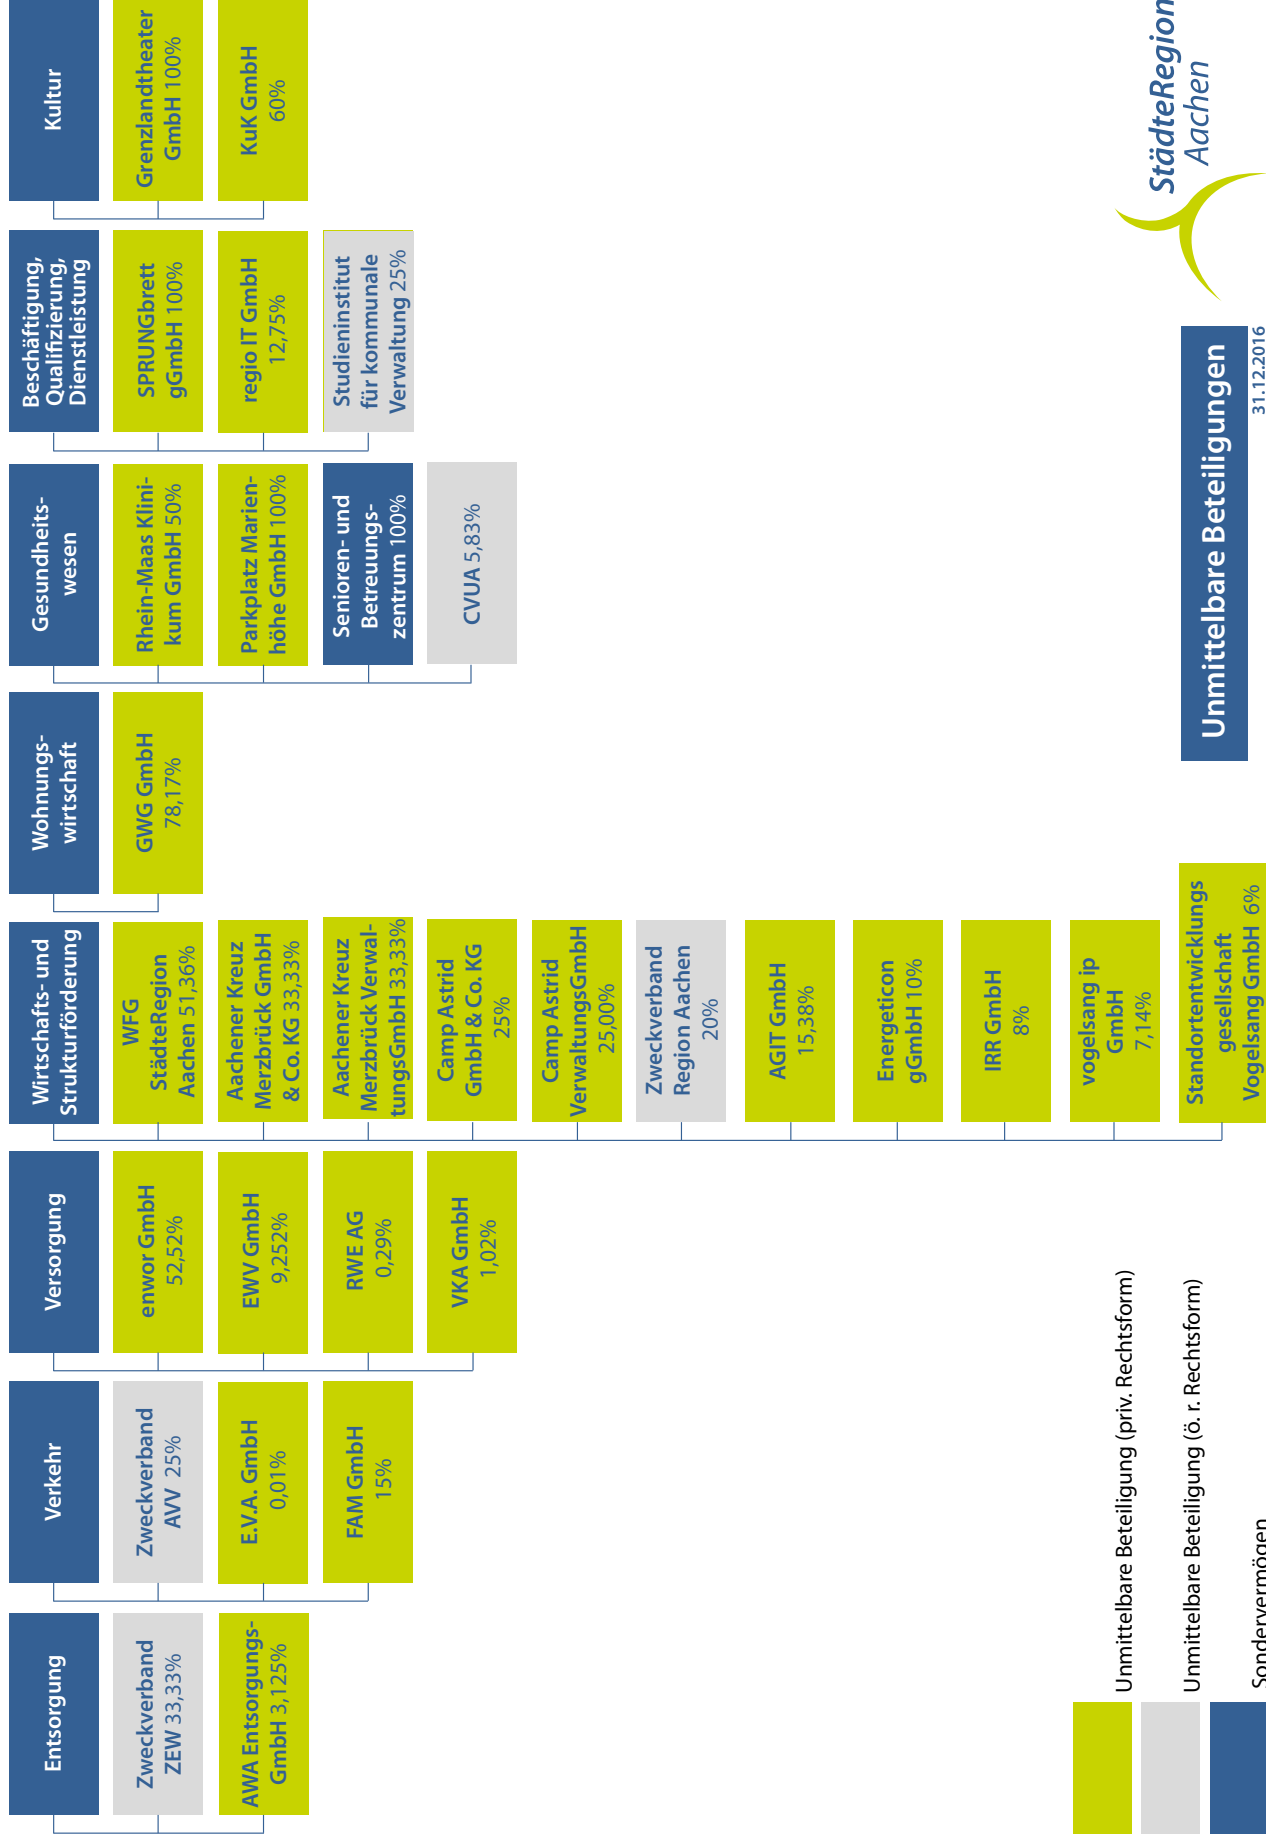 Entsorgung
Zweckverband
ZEW 33,33%
AWA Entsorgungs-
GmbH 3,125%
Verkehr
Zweckverband
AVV 25%
E.V.A. GmbH
0,01%
FAM GmbH
15%
Versorgung
enwor GmbH
52,52%
EWV GmbH
9,252%
RWE AG
0,29%
VKA GmbH
1,02%
Wirtschafts- und
Strukturförderung
WFG
StädteRegion
Aachen 51,36%
Aachener Kreuz
Merzbrück GmbH
& Co. KG 33,33%
Aachener Kreuz
Merzbrück Verwal-
tungsGmbH 33,33%
Camp Astrid
GmbH & Co. KG
25%
Camp Astrid
VerwaltungsGmbH
25,00%
Zweckverband
Region Aachen
20%
AGIT GmbH
15,38%
Energeticon
gGmbH 10%
IRR GmbH
8%
vogelsang ip
GmbH
7,14%
Standortentwicklungs
gesellschaft
Vogelsang GmbH 6%
Wohnungs-
wirtschaft
GWG GmbH
78,17%
Gesundheits-
wesen
Rhein-Maas Klini-
kum GmbH 50%
Parkplatz Marien-
höhe GmbH 100%
Senioren- und
Betreuungs-
zentrum 100%
CVUA 5,83%
Beschäftigung,
Qualifizierung,
Dienstleistung
SPRUNGbrett
gGmbH 100%
regio IT GmbH
12,75%
Studieninstitut
für kommunale
Verwaltung 25%
Kultur
Grenzlandtheater
GmbH 100%
KuK GmbH
60%
Unmittelbare Beteiligung (priv. Rechtsform)
Unmittelbare Beteiligung (ö. r. Rechtsform)
Sondervermögen
Unmittelbare Beteiligungen
31.12.2016
StädteRegion
Aachen